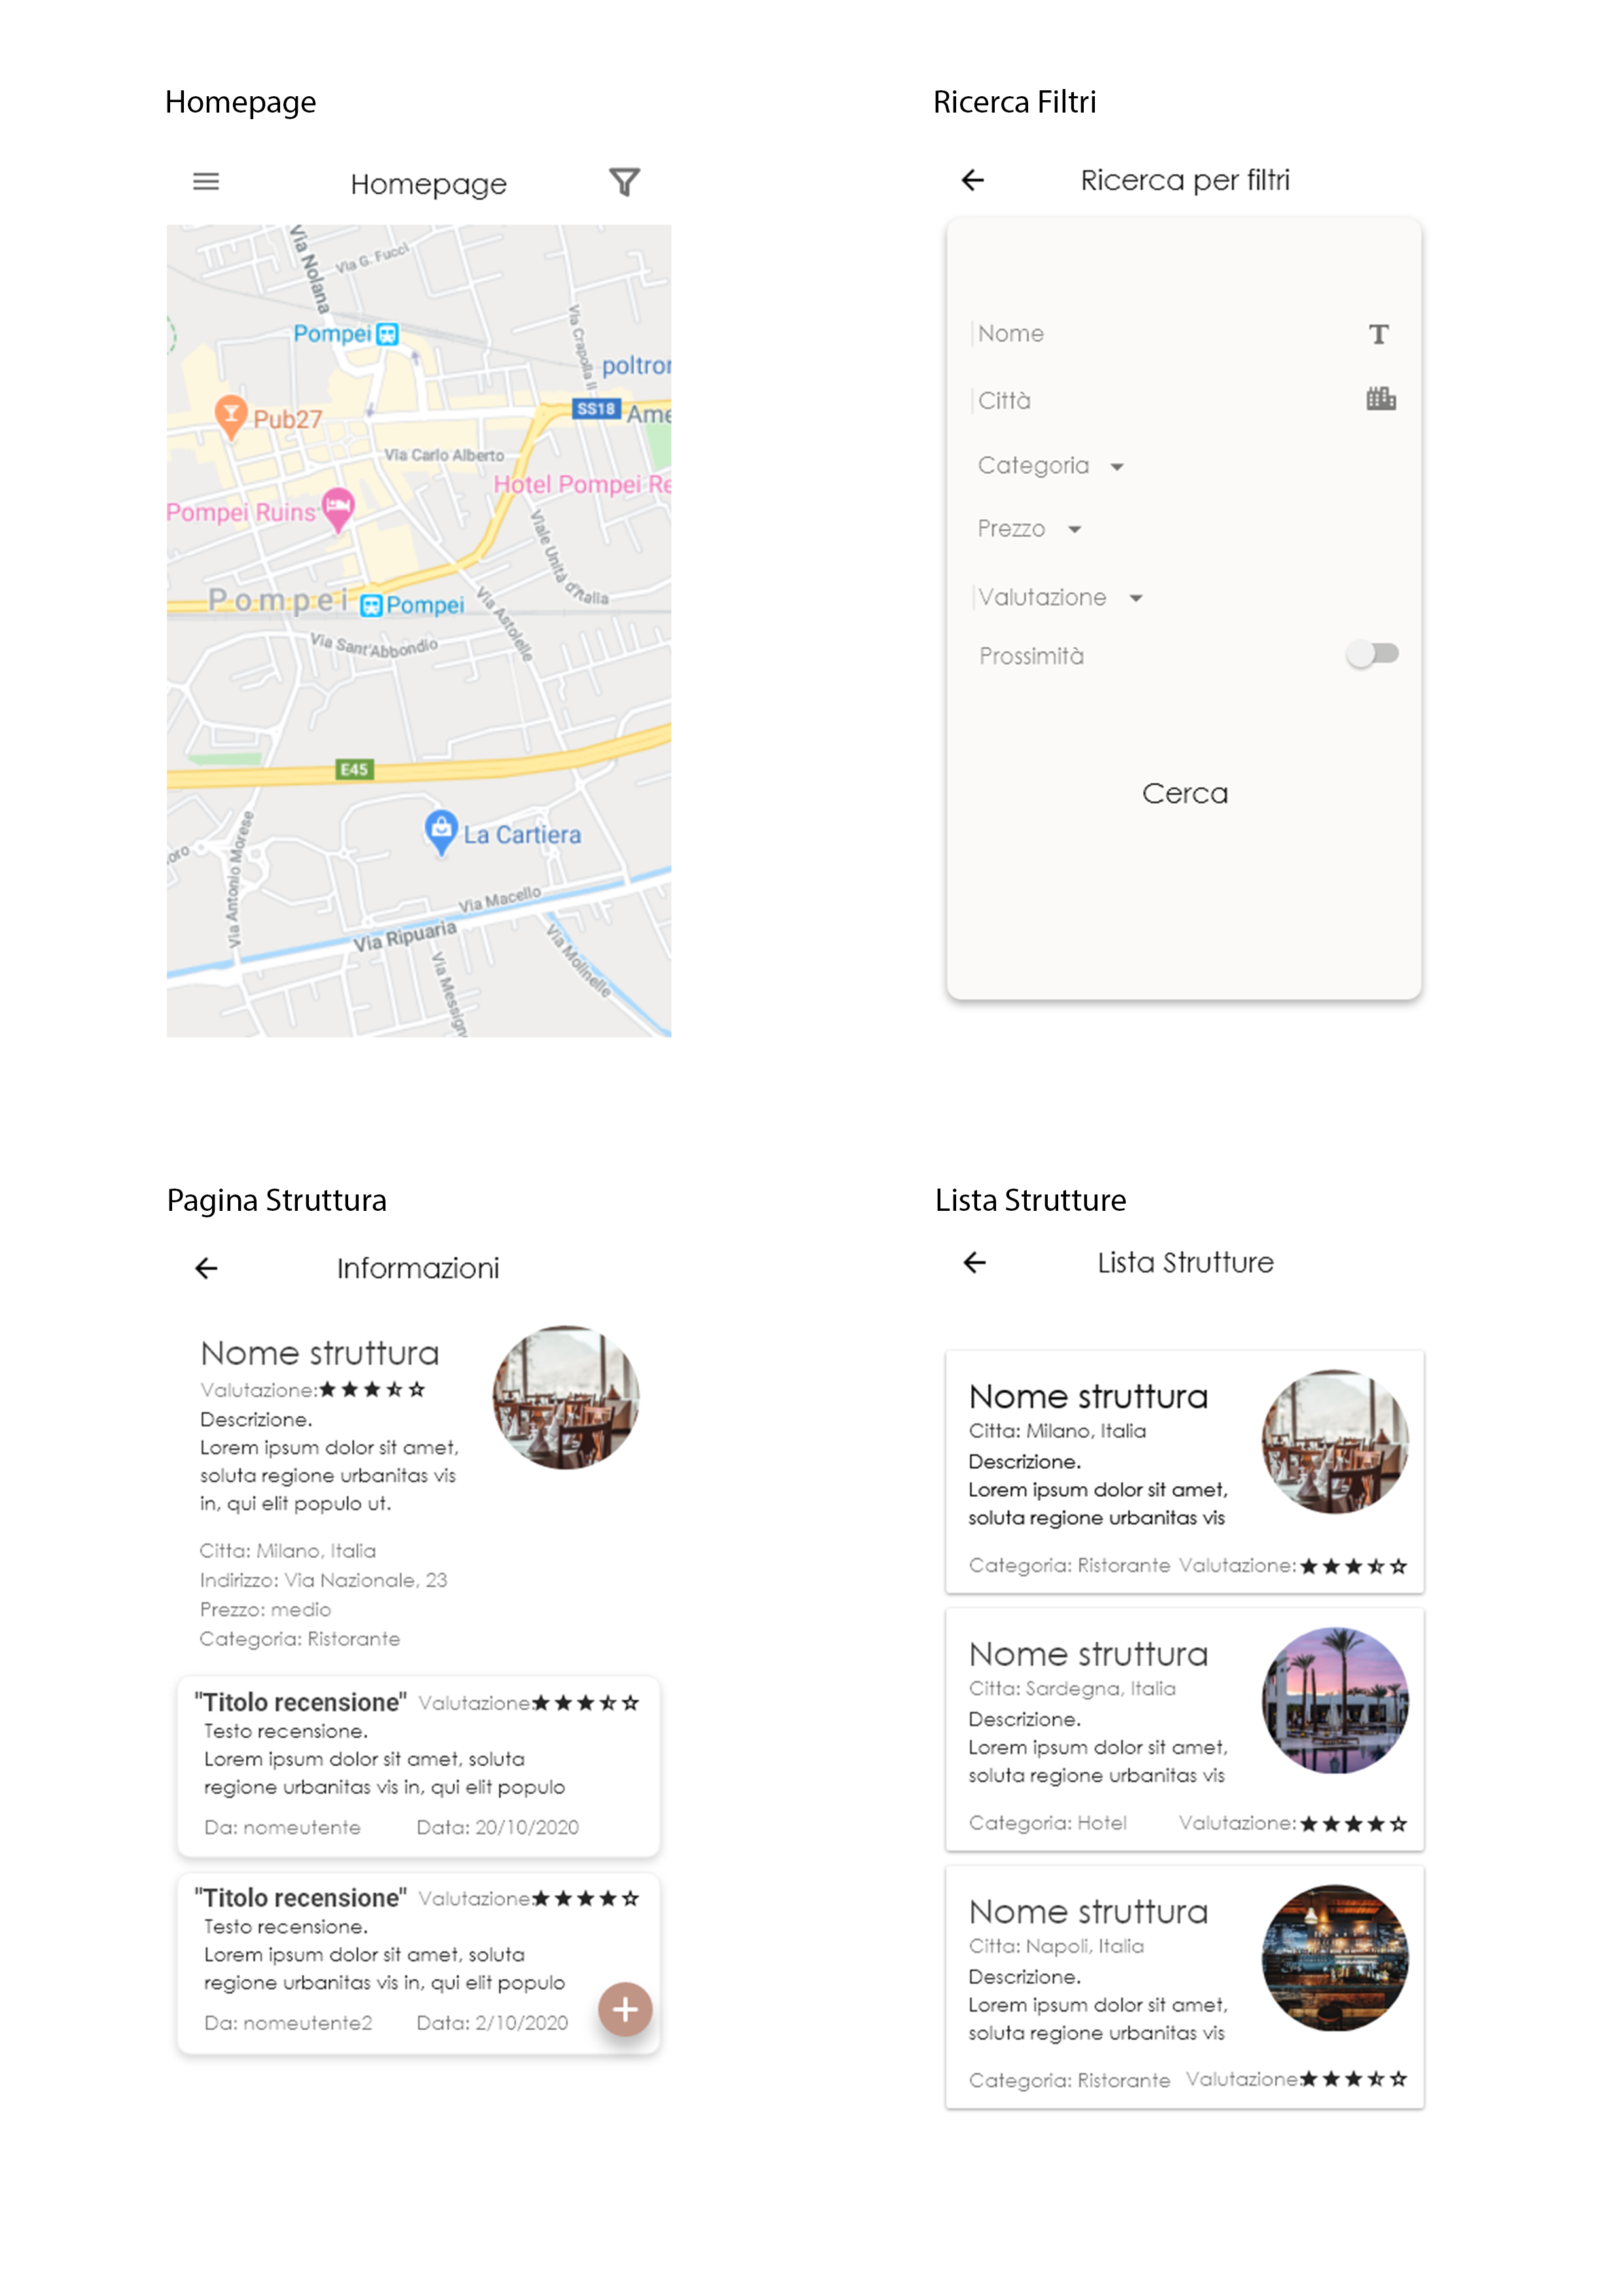 Homepage
Homepage
Via Nolana
Via G. Fucci
Pompei
Via Crapolla II
poltror
Pub27
SS18
Ame
Via Carlo Alberto
Hotel Pompei Re
Pompei Ruins
Viale Unità d'Italia
Pompei
Pompei
Via Astolelle
Via Sant'Abbondio
E45
La Cartiera
oro
Via Antonio Morese
Via Macello
Via Ripuaria
Via Molinelle
Via Messign
Ricerca Filtri
Ricerca per filtri
Nome
T
Città
Categoria
Prezzo
Valutazione
Prossimità
Cerca
Pagina Struttura
Informazioni
Nome struttura
Valutazione:
Descrizione.
Lorem ipsum dolor sit amet,
soluta regione urbanitas vis
in, qui elit populo ut.
Citta: Milano, Italia
Indirizzo: Via Nazionale, 23
Prezzo: medio
Categoria: Ristorante
"Titolo recensione" Valutazione:
Testo recensione.
Lorem ipsum dolor sit amet, soluta
regione urbanitas vis in, qui elit populo
Da: nomeutente Data: 20/10/2020
"Titolo recensione" Valutazione:
Testo recensione.
Lorem ipsum dolor sit amet, soluta
regione urbanitas vis in, qui elit populo
Da: nomeutente2 Data: 2/10/2020
Lista Strutture
Lista Strutture
Nome struttura
Citta: Milano, Italia
Descrizione.
Lorem ipsum dolor sit amet,
soluta regione urbanitas vis
Categoria: Ristorante Valutazione:
Nome struttura
Citta: Sardegna, Italia
Descrizione.
Lorem ipsum dolor sit amet,
soluta regione urbanitas vis
Categoria: Hotel Valutazione:
Nome struttura
Citta: Napoli, Italia
Descrizione.
Lorem ipsum dolor sit amet,
soluta regione urbanitas vis
Categoria: Ristorante Valutazione: